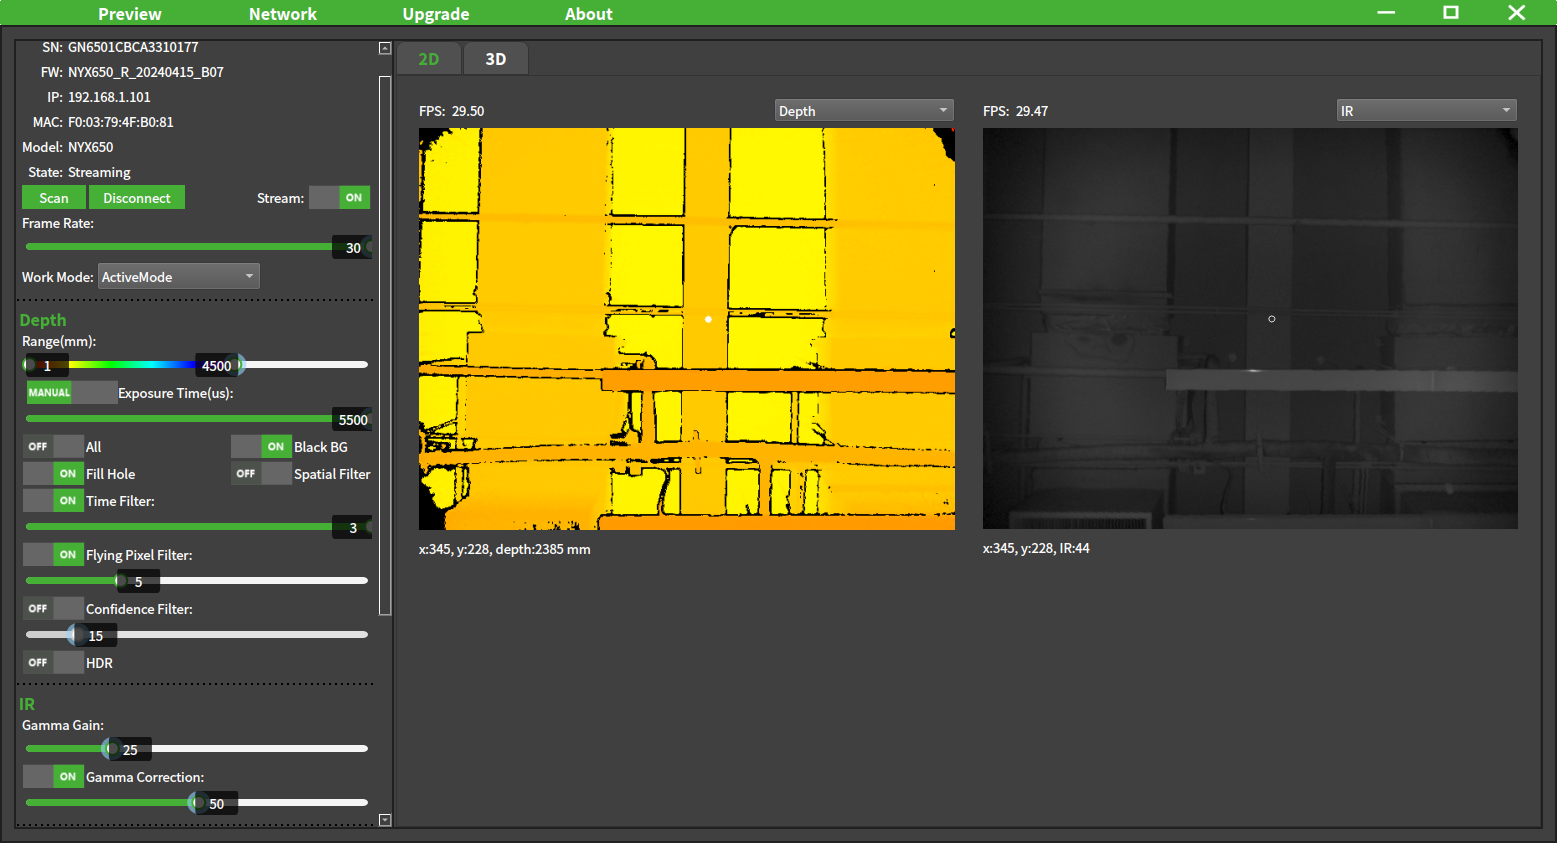 Preview Network Upgrade About
SN: GN6501CBCA3310177
FW: NYX650_R_20240415_B07
IP: 192.168.1.101
MAC: F0:03:79:4F:B0:81
Model: NYX650
State: Streaming
Scan Disconnect Stream: ON
Frame Rate:
30
Work Mode: ActiveMode
Depth
Range(mm):
1 4500
MANUAL Exposure Time(us):
5500
OFF All ON Black BG
ON Fill Hole OFF Spatial Filter
ON Time Filter:
3
ON Flying Pixel Filter:
5
OFF Confidence Filter:
15
OFF HDR
IR
Gamma Gain:
25
ON Gamma Correction:
50
2D 3D
FPS: 29.50 Depth
x:345, y:228, depth:2385 mm
FPS: 29.47 IR
x:345, y:228, IR:44